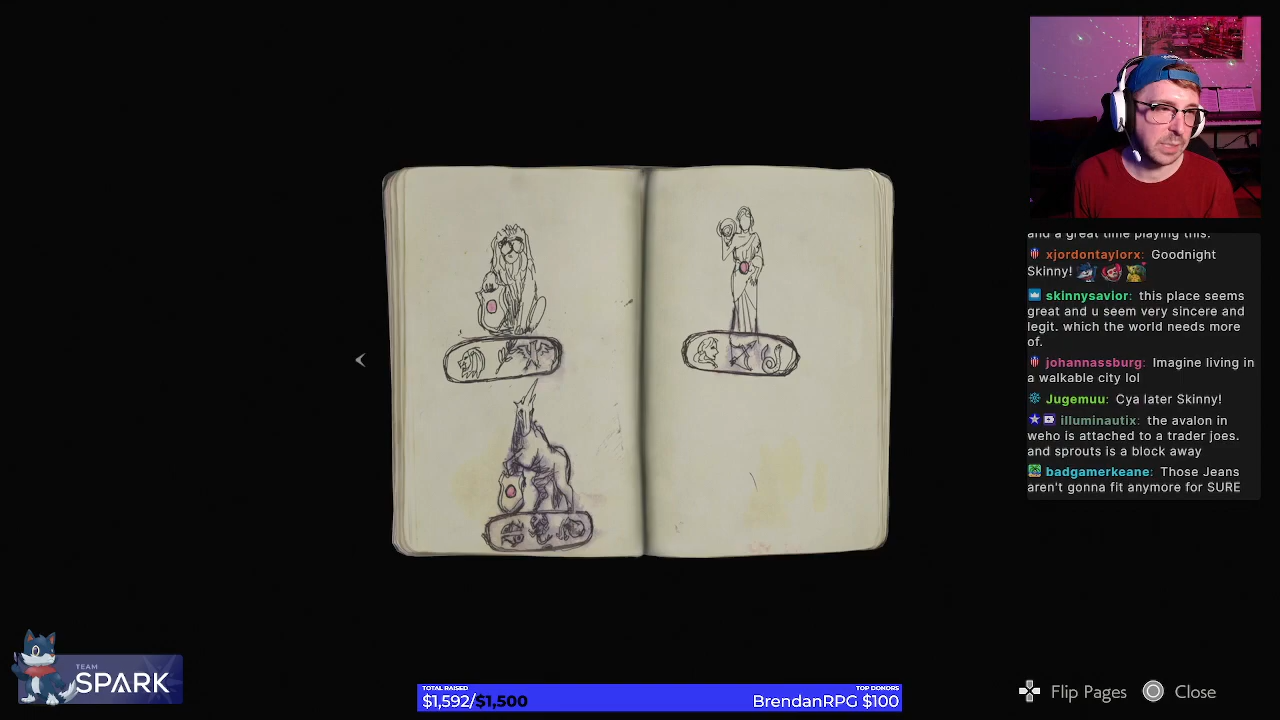 and a great time playing this.
xjordontaylorx: Goodnight
Skinny!
skinnysavior: this place seems
great and u seem very sincere and
legit. which the world needs more
of.
johannassburg: Imagine living in
a walkable city lol
Jugemuu: Cya later Skinny!
illuminautix: the avalon in
weho is attached to a trader joes.
and sprouts is a block away
badgamerkeane: Those Jeans
aren't gonna fit anymore for SURE
TEAM
SPARK
TOTAL RAISED
$1,592/$1,500
TOP DONORS
BrendanRPG $100
Flip Pages
Close